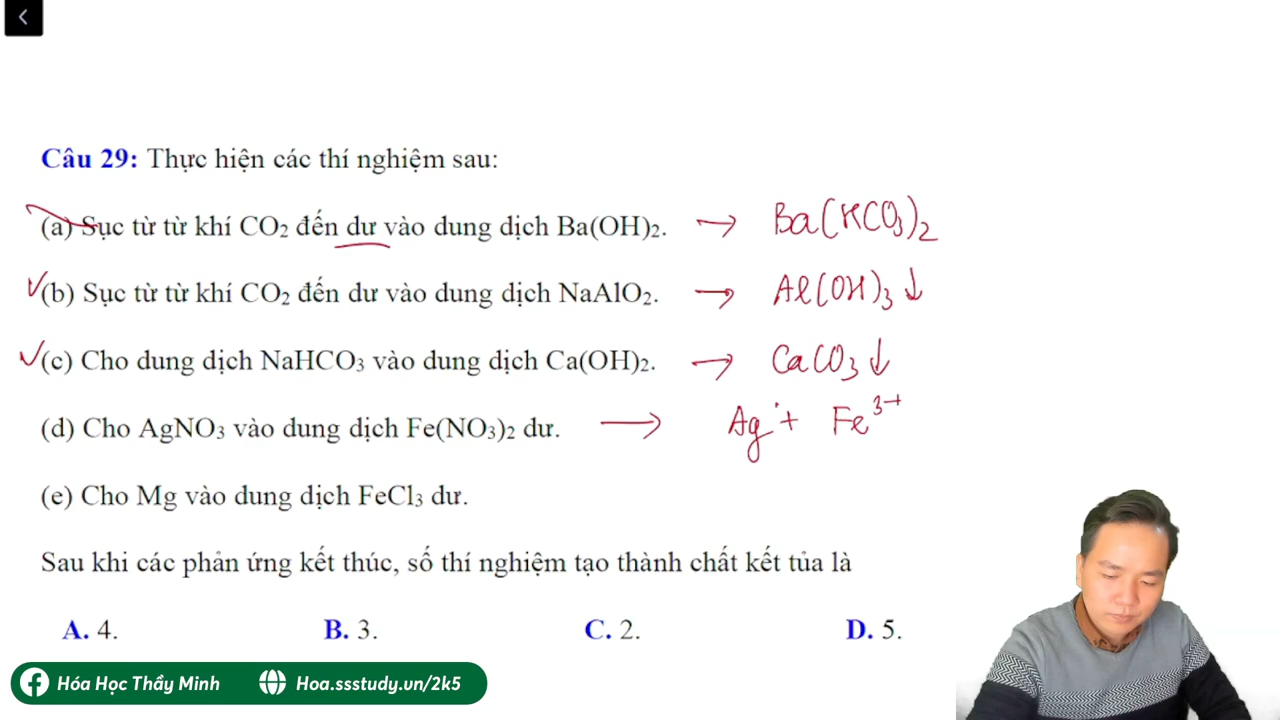 Câu 29: Thực hiện các thí nghiệm sau:
(a) Sục từ từ khí CO₂ đến dư vào dung dịch Ba(OH)₂. → Ba(HCO₃)₂
(b) Sục từ từ khí CO₂ đến dư vào dung dịch NaAlO₂. → Al(OH)₃↓
(c) Cho dung dịch NaHCO₃ vào dung dịch Ca(OH)₂. → CaCO₃↓
(d) Cho AgNO₃ vào dung dịch Fe(NO₃)₂ dư. → Ag + Fe³⁺
(e) Cho Mg vào dung dịch FeCl₃ dư.
Sau khi các phản ứng kết thúc, số thí nghiệm tạo thành chất kết tủa là
A. 4. B. 3. C. 2. D. 5.
Hóa Học Thầy Minh Hoa.ssstudy.vn/2k5